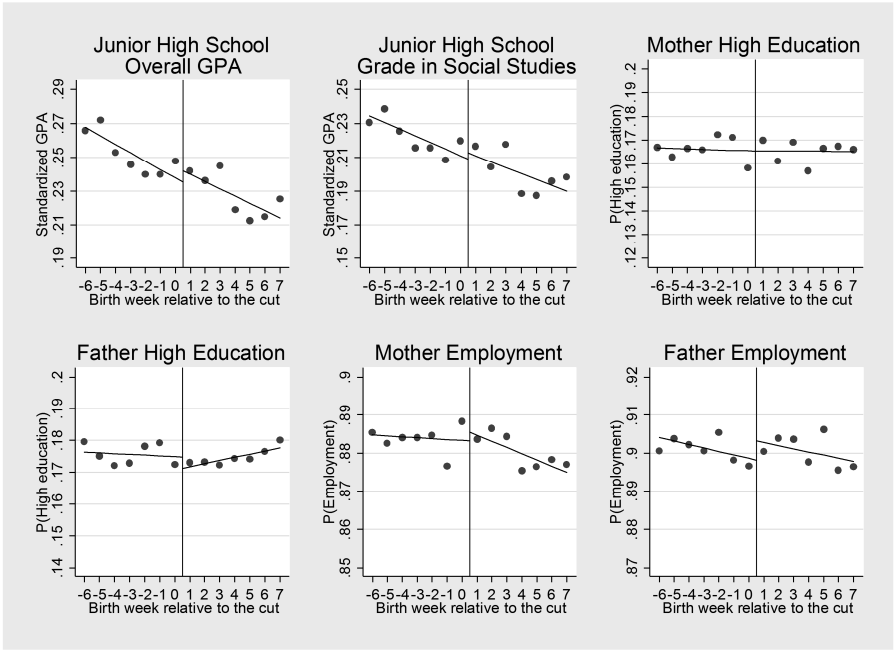 Junior High School
Overall GPA
Standardized GPA
.29
.27
.25
.23
.21
.19
-6 -5 -4 -3 -2 -1 0 1 2 3 4 5 6 7
Birth week relative to the cut
Junior High School
Grade in Social Studies
Standardized GPA
.25
.23
.21
.19
.17
.15
-6 -5 -4 -3 -2 -1 0 1 2 3 4 5 6 7
Birth week relative to the cut
Mother High Education
P(High education)
.2
.19
.18
.17
.16
.15
.14
.13
.12
-6 -5 -4 -3 -2 -1 0 1 2 3 4 5 6 7
Birth week relative to the cut
Father High Education
P(High education)
.2
.19
.18
.17
.16
.15
.14
-6 -5 -4 -3 -2 -1 0 1 2 3 4 5 6 7
Birth week relative to the cut
Mother Employment
P(Employment)
.9
.89
.88
.87
.86
.85
-6 -5 -4 -3 -2 -1 0 1 2 3 4 5 6 7
Birth week relative to the cut
Father Employment
P(Employment)
.92
.91
.9
.89
.88
.87
-6 -5 -4 -3 -2 -1 0 1 2 3 4 5 6 7
Birth week relative to the cut